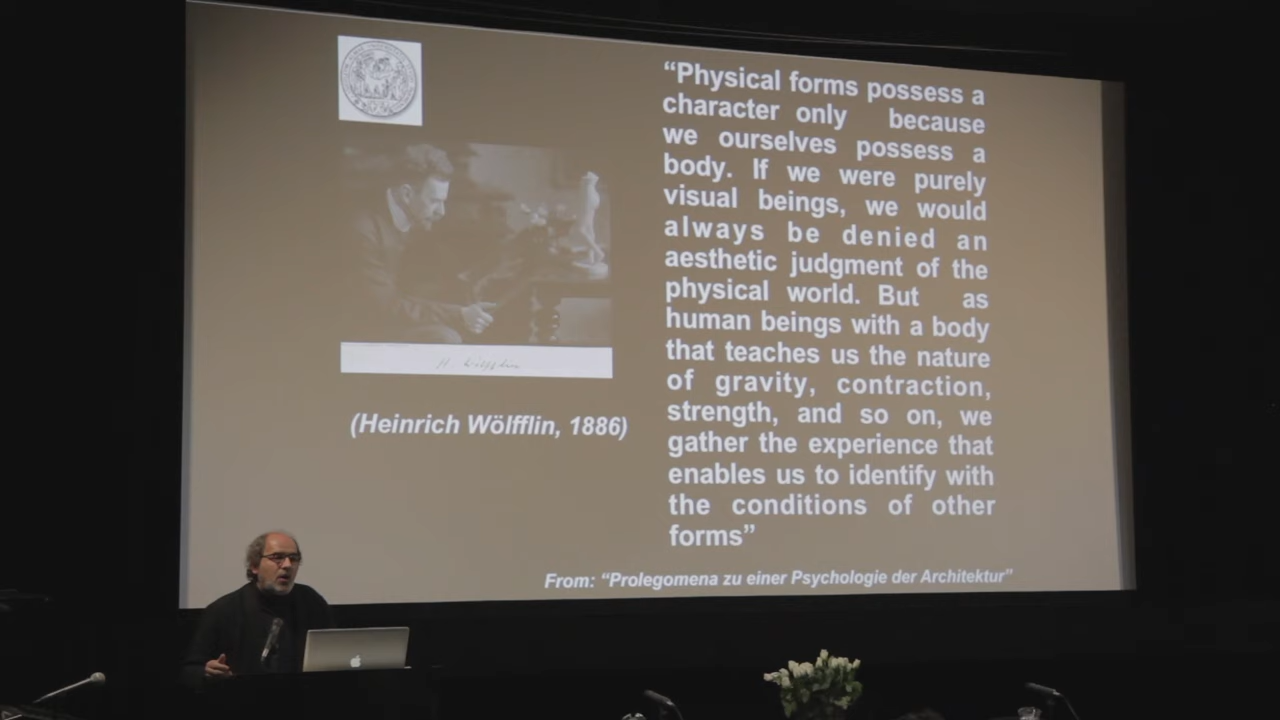 “Physical forms possess a
character only because
we ourselves possess a
body. If we were purely
visual beings, we would
always be denied an
aesthetic judgment of the
physical world. But as
human beings with a body
that teaches us the nature
of gravity, contraction,
strength, and so on, we
gather the experience that
enables us to identify with
the conditions of other
forms”
H. Wölfflin
(Heinrich Wölfflin, 1886)
From: “Prolegomena zu einer Psychologie der Architektur”